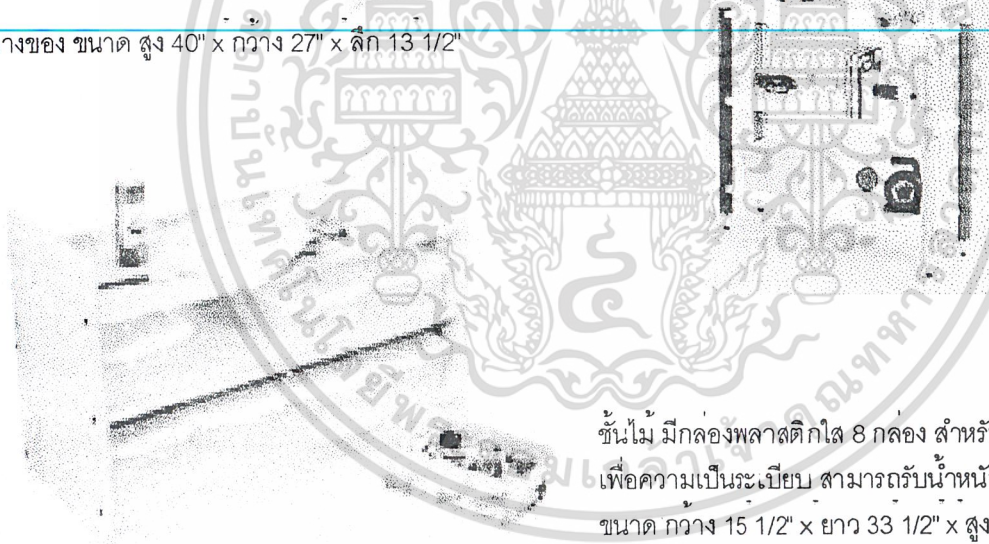 างของ ขนาด สูง 40" x กว้าง 27" x ลึก 13 1/2"
ชั้นไม้ มีกล่องพลาสติกใส 8 กล่อง สำหรั
เพื่อความเป็นระเบียบ สามารถรับน้ำหนั
ขนาด กว้าง 15 1/2" x ยาว 33 1/2" x สูง